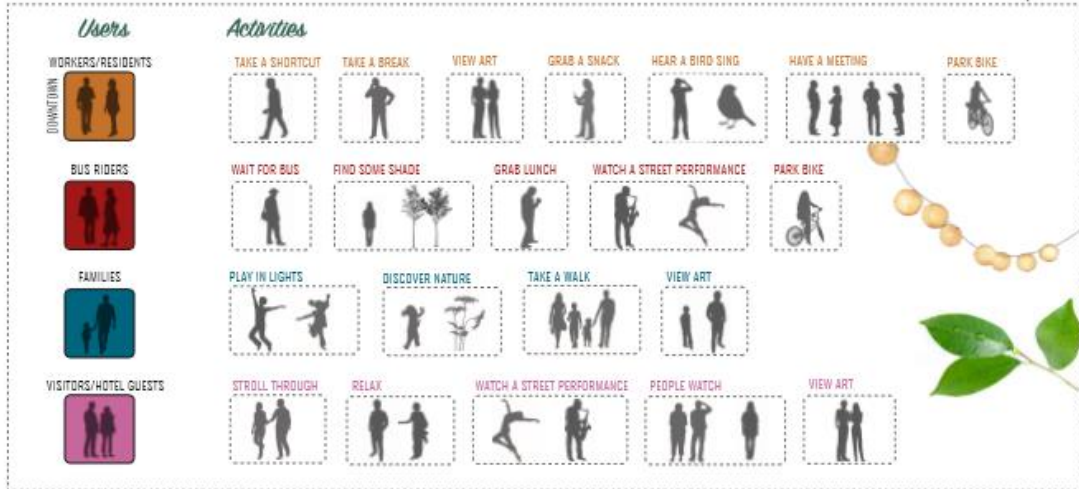 Users
Activities
WORKERS/RESIDENTS
DOWNTOWN
TAKE A SHORTCUT
TAKE A BREAK
VIEW ART
GRAB A SNACK
HEAR A BIRD SING
HAVE A MEETING
PARK BIKE
BUS RIDERS
WAIT FOR BUS
FIND SOME SHADE
GRAB LUNCH
WATCH A STREET PERFORMANCE
PARK BIKE
FAMILIES
PLAY IN LIGHTS
DISCOVER NATURE
TAKE A WALK
VIEW ART
VISITORS/HOTEL GUESTS
STROLL THROUGH
RELAX
WATCH A STREET PERFORMANCE
PEOPLE WATCH
VIEW ART